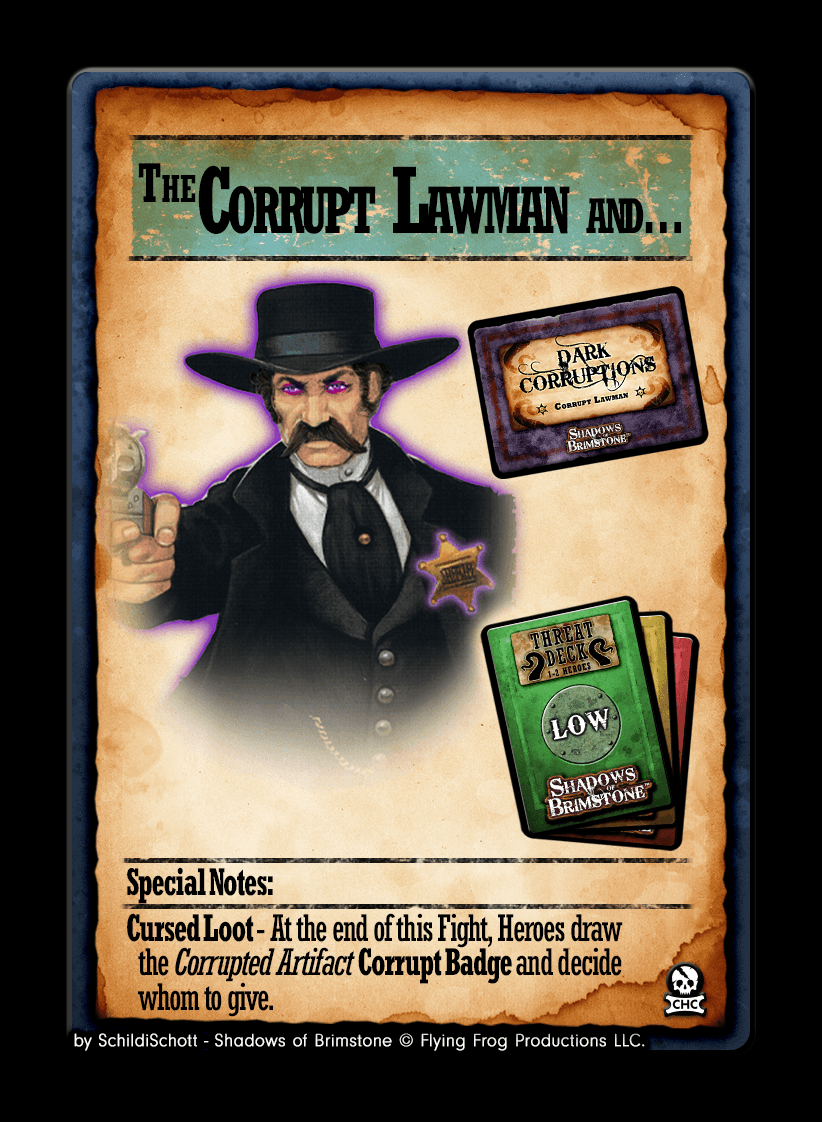 The Corrupt Lawman and...
DARK
CORRUPTIONS
Corrupt Lawman
Shadows
of
Brimstone™
THREAT
DECK
1-2 HEROES
LOW
Shadows
of
Brimstone™
Special Notes:
Cursed Loot - At the end of this Fight, Heroes draw
the Corrupted Artifact Corrupt Badge and decide
whom to give.
CHC
by SchildiSchott - Shadows of Brimstone © Flying Frog Productions LLC.